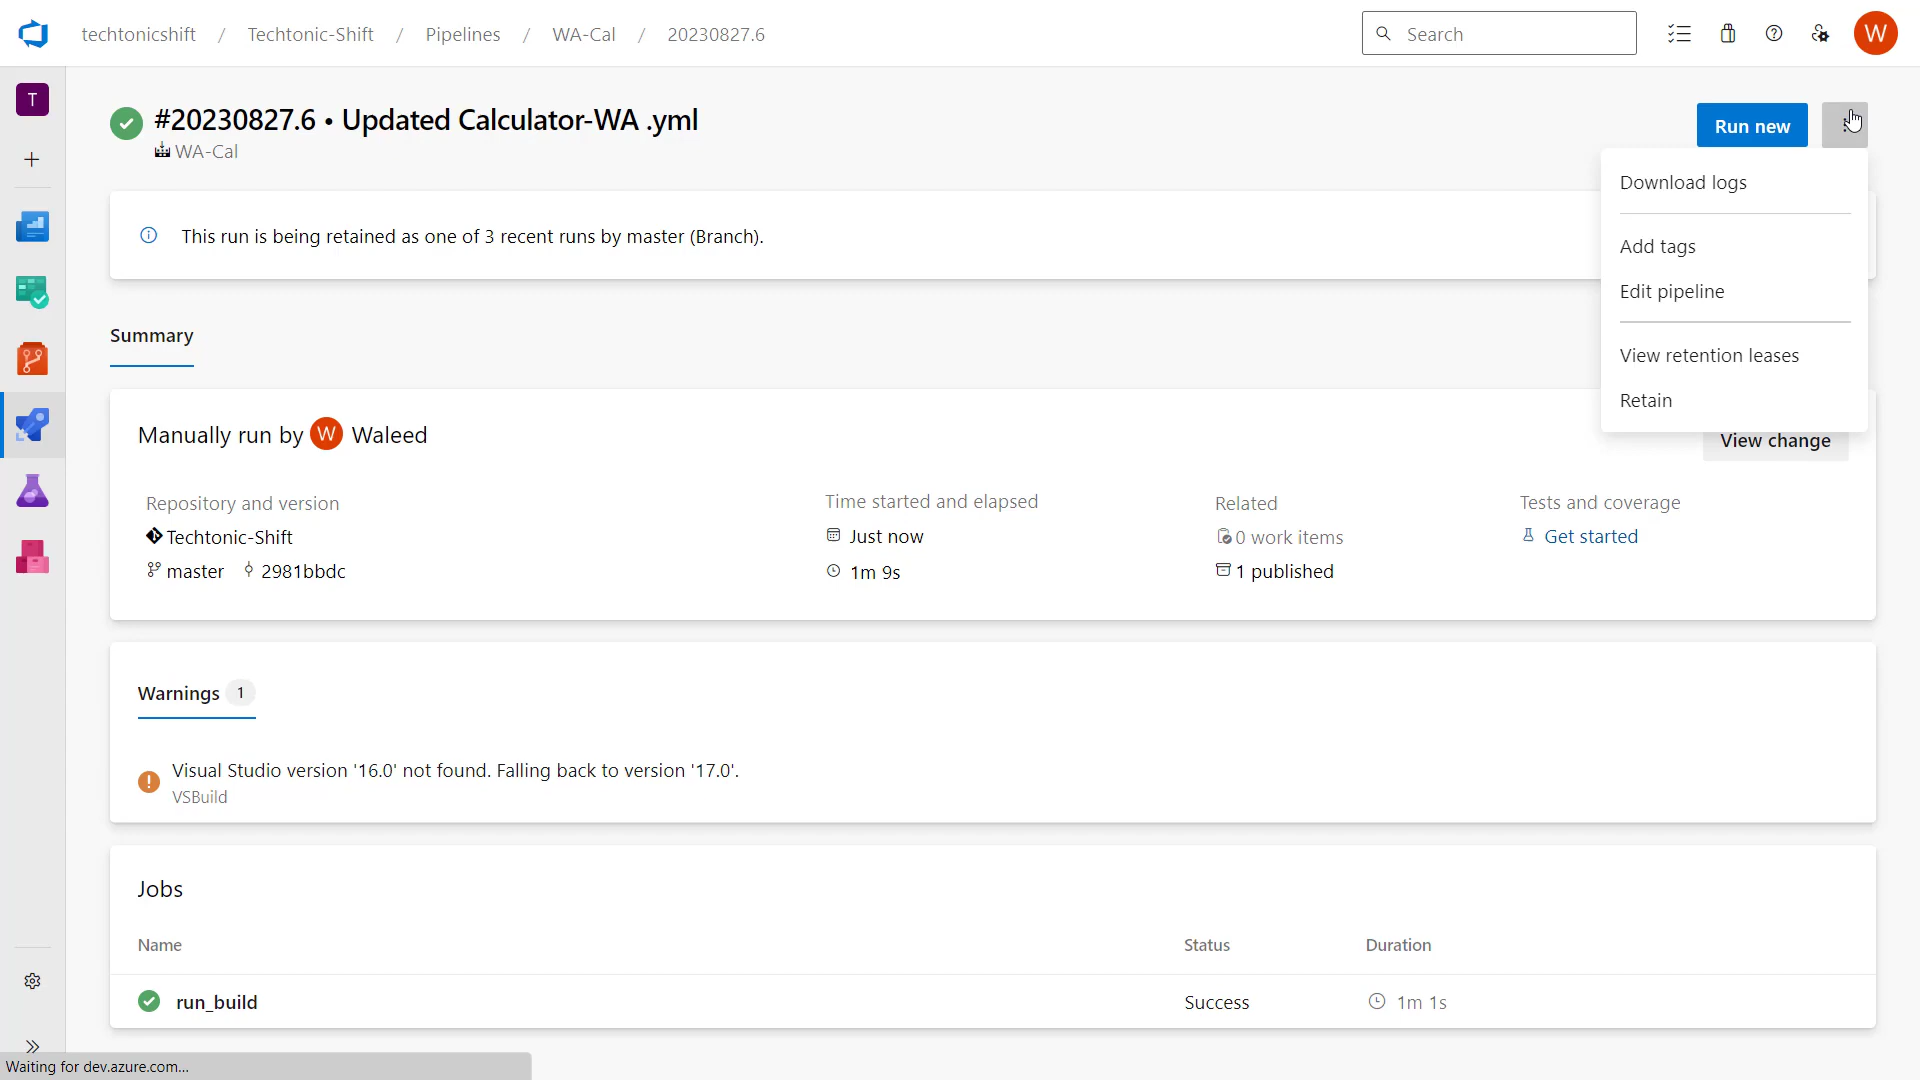 techtonicshift / Techtonic-Shift / Pipelines / WA-Cal / 20230827.6
Search
W
T
#20230827.6 • Updated Calculator-WA .yml
WA-Cal
Run new
Download logs
Add tags
Edit pipeline
View retention leases
Retain
This run is being retained as one of 3 recent runs by master (Branch).
Summary
Manually run by W Waleed
View change
Repository and version
Techtonic-Shift
master 2981bbdc
Time started and elapsed
Just now
1m 9s
Related
0 work items
1 published
Tests and coverage
Get started
Warnings 1
Visual Studio version '16.0' not found. Falling back to version '17.0'.
VSBuild
Jobs
Name Status Duration
run_build Success 1m 1s
Waiting for dev.azure.com...